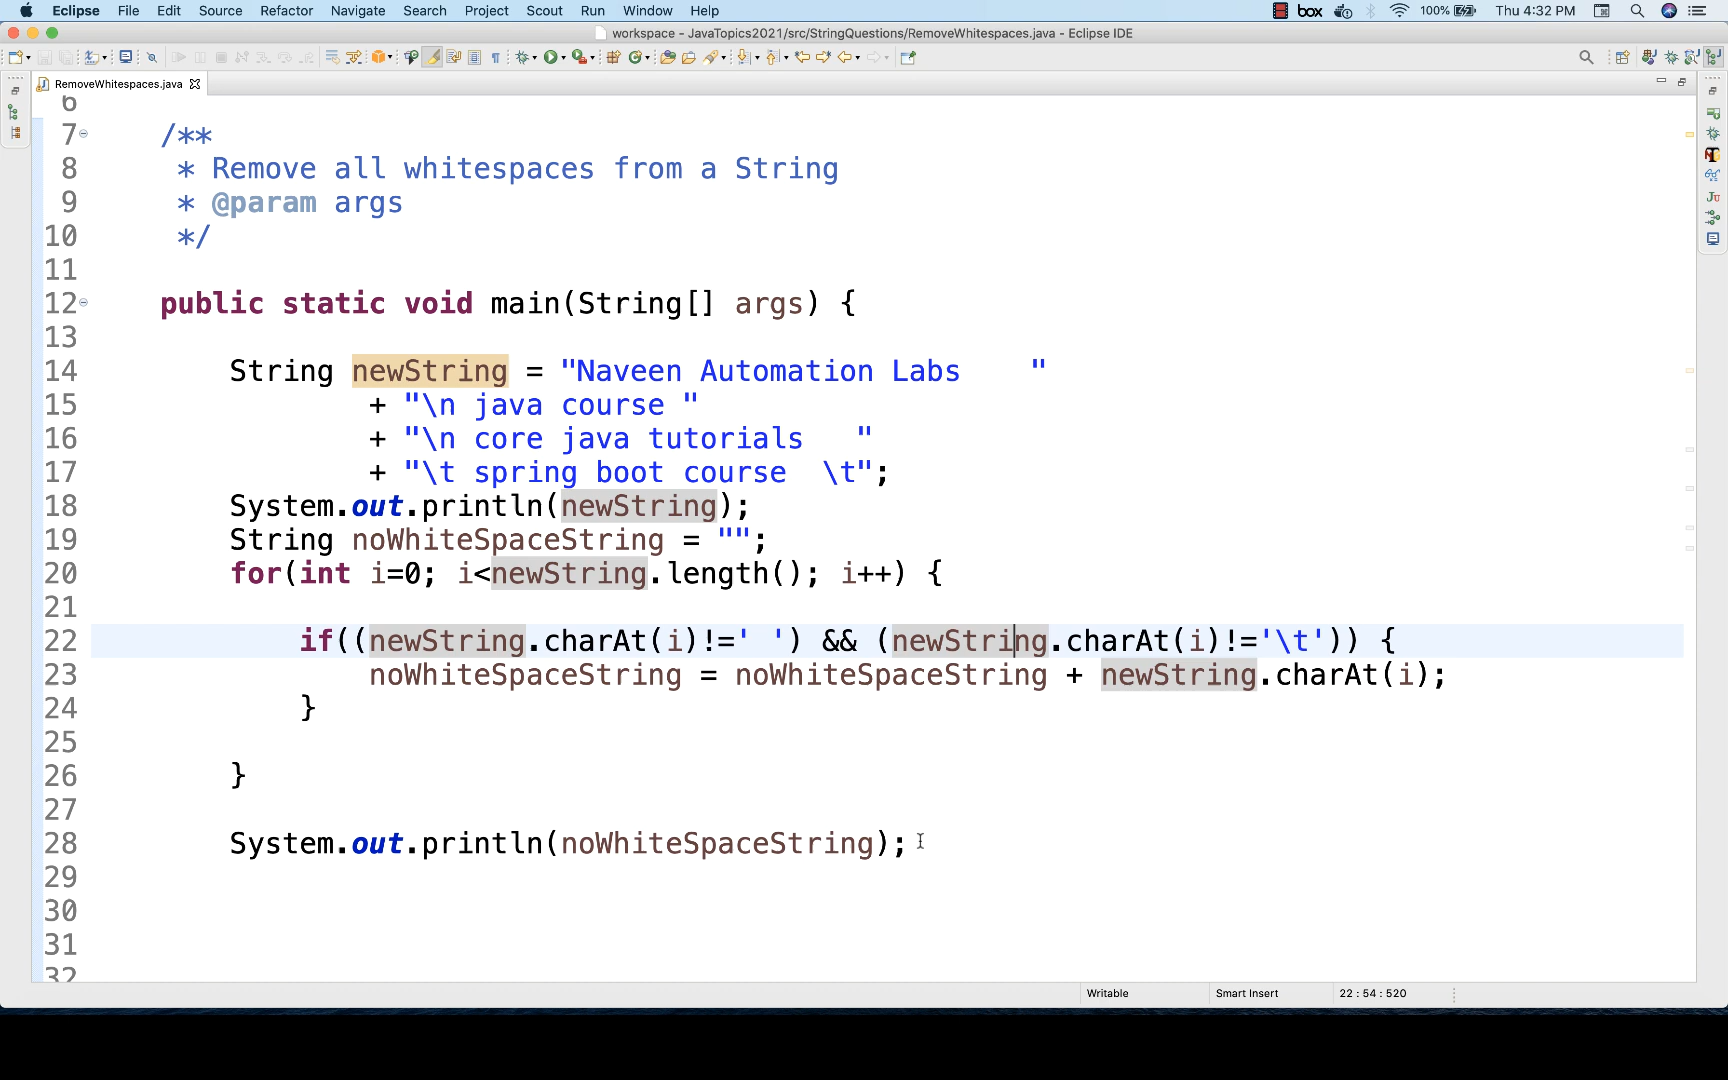 Eclipse File Edit Source Refactor Navigate Search Project Scout Run Window Help box 100% Thu 4:32 PM
workspace - JavaTopics2021/src/StringQuestions/RemoveWhitespaces.java - Eclipse IDE
RemoveWhitespaces.java
6
7 /**
8 * Remove all whitespaces from a String
9 * @param args
10 */
11
12 public static void main(String[] args) {
13
14 String newString = "Naveen Automation Labs    "
15 + "\n java course "
16 + "\n core java tutorials   "
17 + "\t spring boot course  \t";
18 System.out.println(newString);
19 String noWhiteSpaceString = "";
20 for(int i=0; i<newString.length(); i++) {
21
22 if((newString.charAt(i)!=' ') && (newString.charAt(i)!='\t')) {
23 noWhiteSpaceString = noWhiteSpaceString + newString.charAt(i);
24 }
25
26 }
27
28 System.out.println(noWhiteSpaceString);
29
30
31
32
Writable Smart Insert 22 : 54 : 520